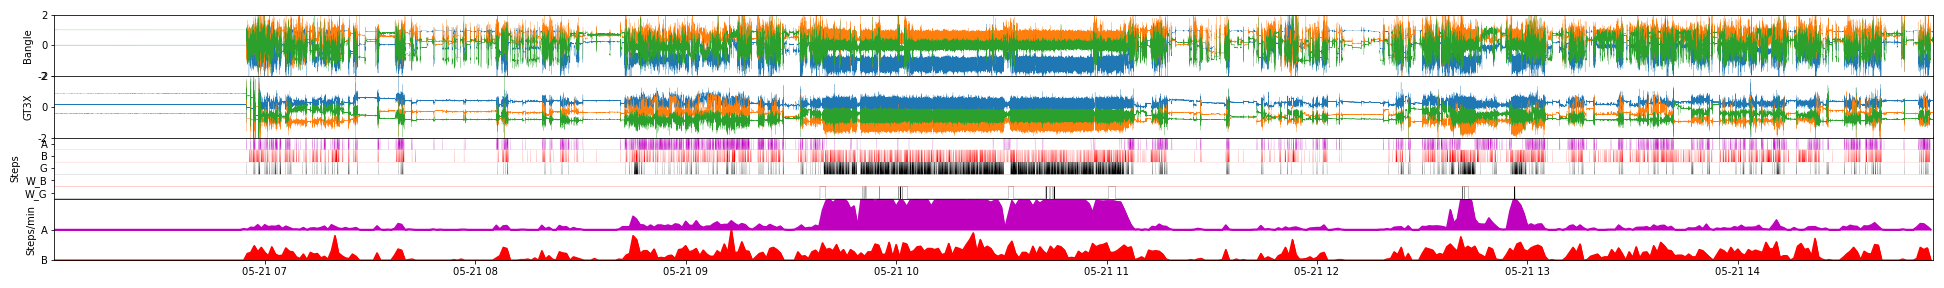 2
0
-2
Bangle
2
0
-2
GT3X
A
B
G
W_B
W_G
Steps
A
B
Steps/min
05-21 07
05-21 08
05-21 09
05-21 10
05-21 11
05-21 12
05-21 13
05-21 14